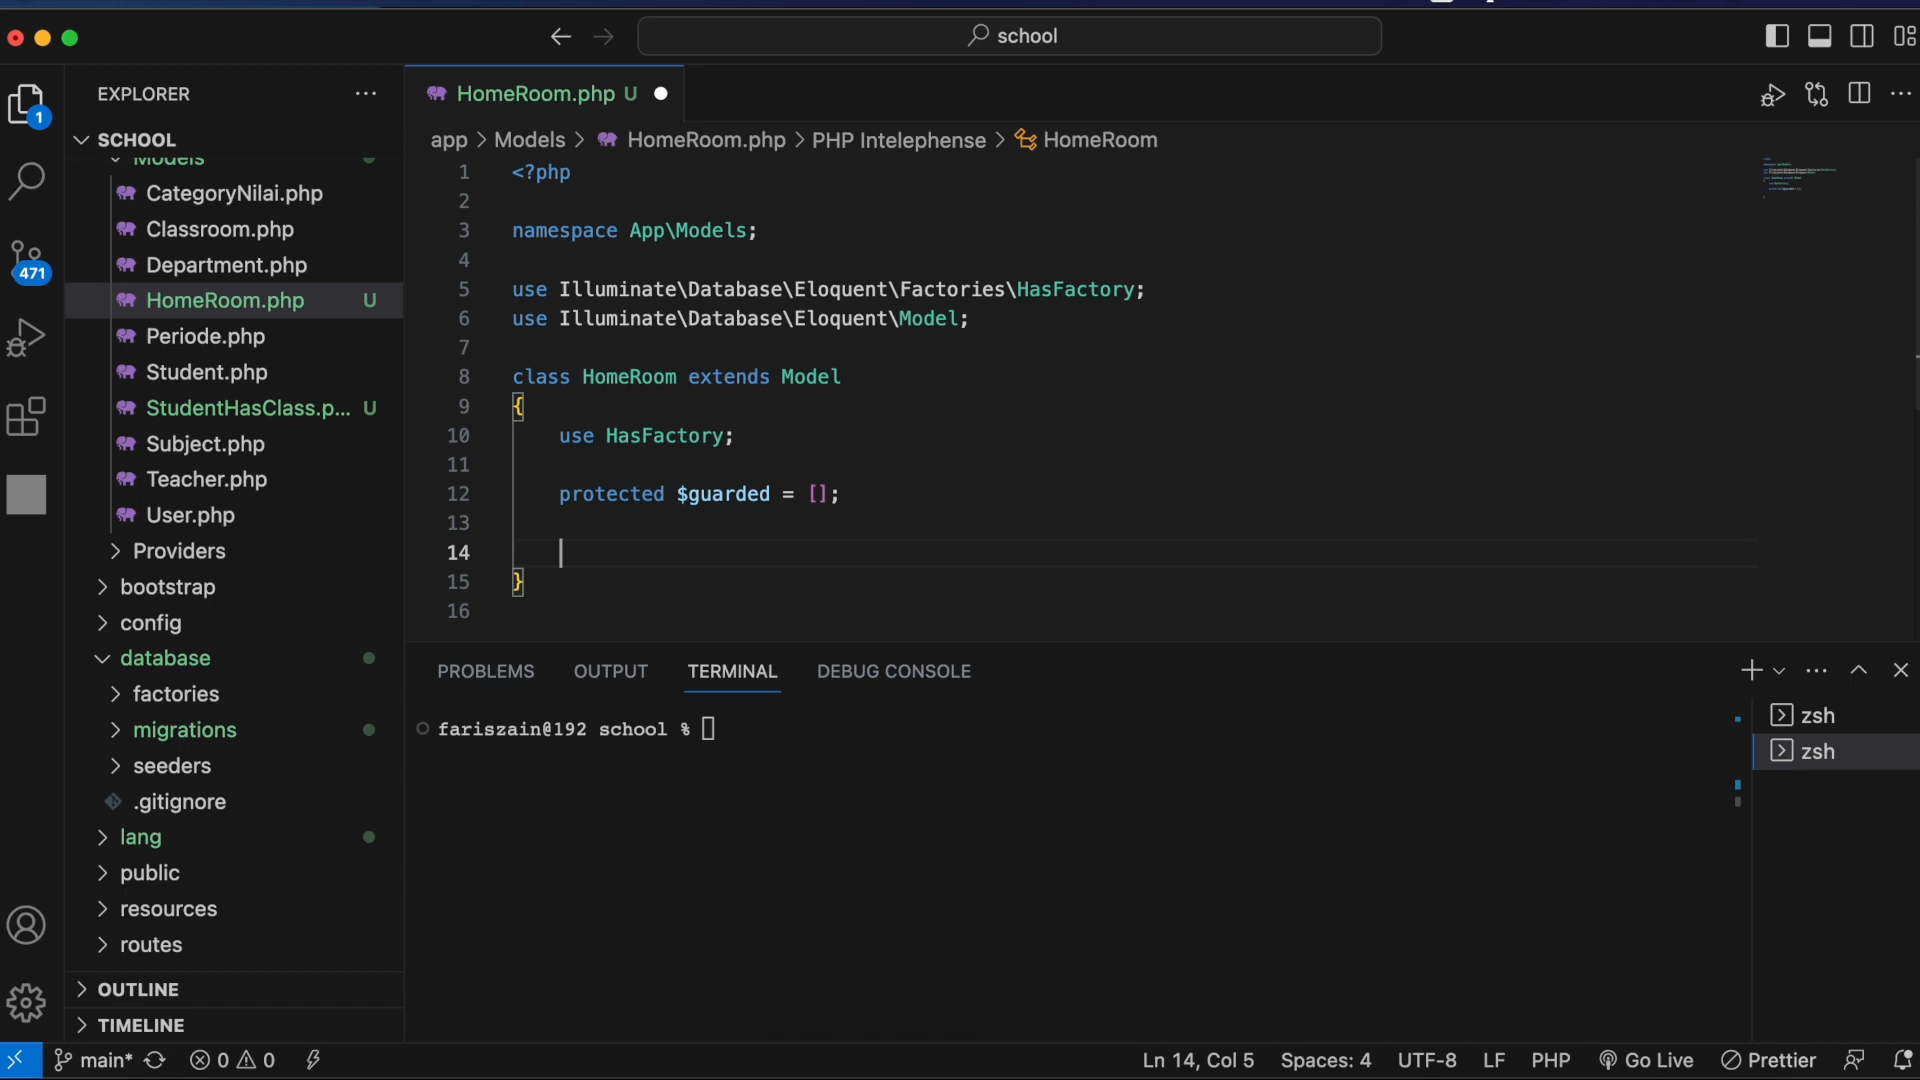 school
EXPLORER
SCHOOL
Models
CategoryNilai.php
Classroom.php
Department.php
HomeRoom.php U
Periode.php
Student.php
StudentHasClass.p... U
Subject.php
Teacher.php
User.php
Providers
bootstrap
config
database
factories
migrations
seeders
.gitignore
lang
public
resources
routes
OUTLINE
TIMELINE
1
471
HomeRoom.php U
app > Models > HomeRoom.php > PHP Intelephense > HomeRoom
1 <?php
2
3 namespace App\Models;
4
5 use Illuminate\Database\Eloquent\Factories\HasFactory;
6 use Illuminate\Database\Eloquent\Model;
7
8 class HomeRoom extends Model
9 {
10 use HasFactory;
11
12 protected $guarded = [];
13
14
15 }
16
PROBLEMS OUTPUT TERMINAL DEBUG CONSOLE
fariszain@192 school %
zsh
zsh
main* 0 0
Ln 14, Col 5 Spaces: 4 UTF-8 LF PHP Go Live Prettier